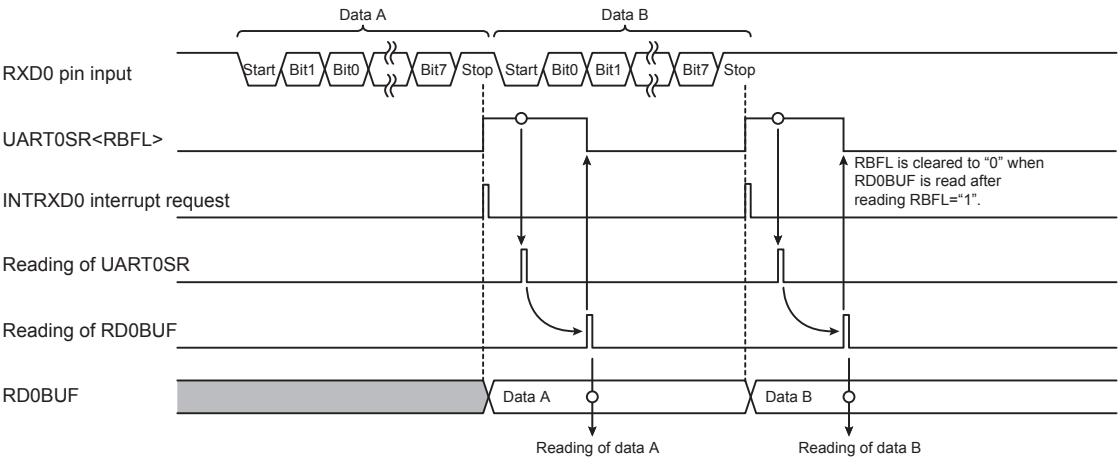 Data A
Data B
RXD0 pin input
Start Bit1 Bit0 Bit7 Stop Start Bit0 Bit1 Bit7 Stop
UART0SR<RBFL>
RBFL is cleared to “0” when
RD0BUF is read after
reading RBFL=“1”.
INTRXD0 interrupt request
Reading of UART0SR
Reading of RD0BUF
RD0BUF
Data A
Data B
Reading of data A
Reading of data B